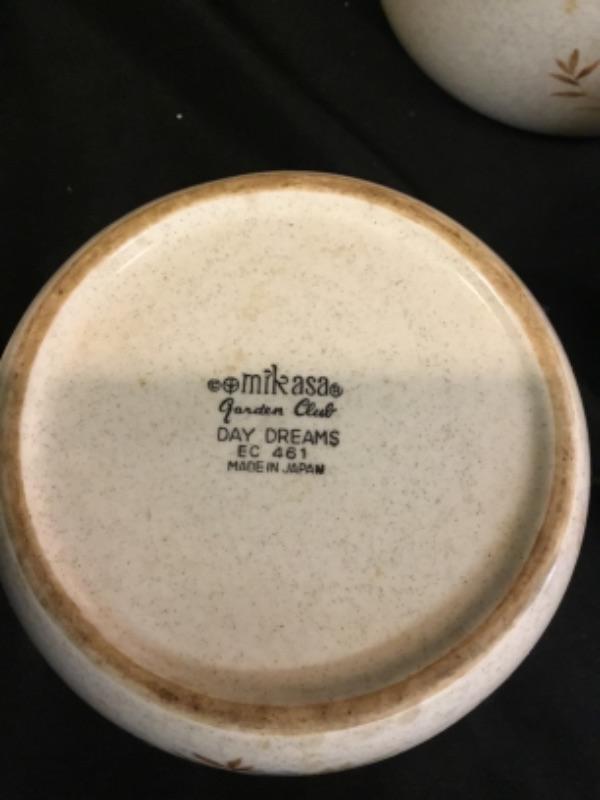 ©⊕mikasa®
Garden Club
DAY DREAMS
EC 461
MADE IN JAPAN